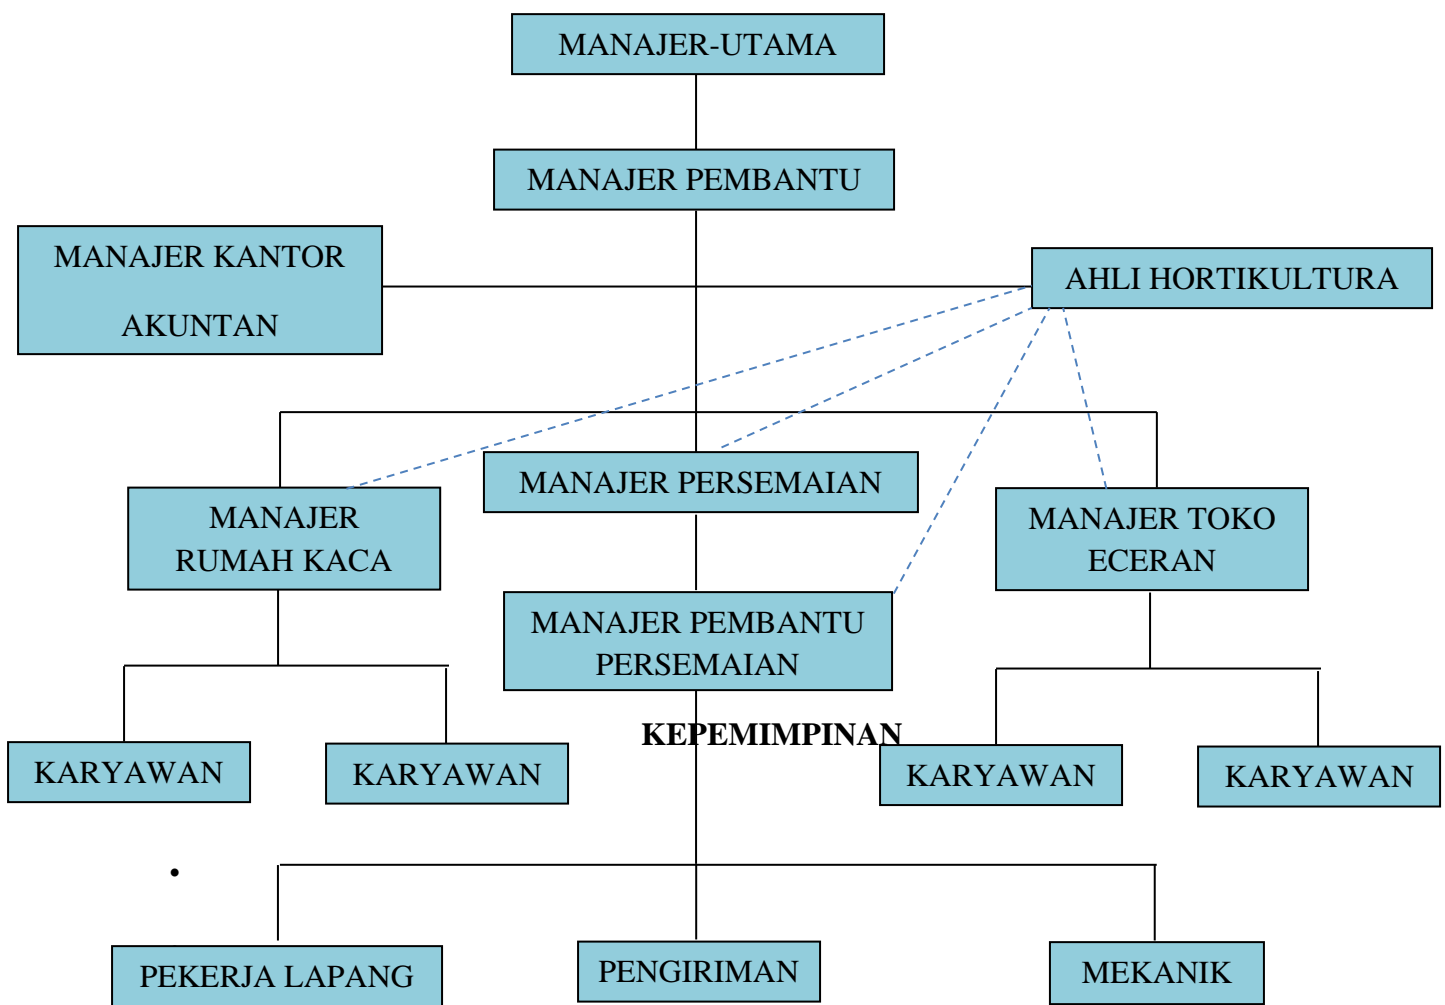 MANAJER-UTAMA
MANAJER PEMBANTU
MANAJER KANTOR
AKUNTAN
AHLI HORTIKULTURA
MANAJER
RUMAH KACA
MANAJER PERSEMAIAN
MANAJER TOKO
ECERAN
MANAJER PEMBANTU
PERSEMAIAN
KEPEMIMPINAN
KARYAWAN
KARYAWAN
KARYAWAN
KARYAWAN
•
PEKERJA LAPANG
PENGIRIMAN
MEKANIK